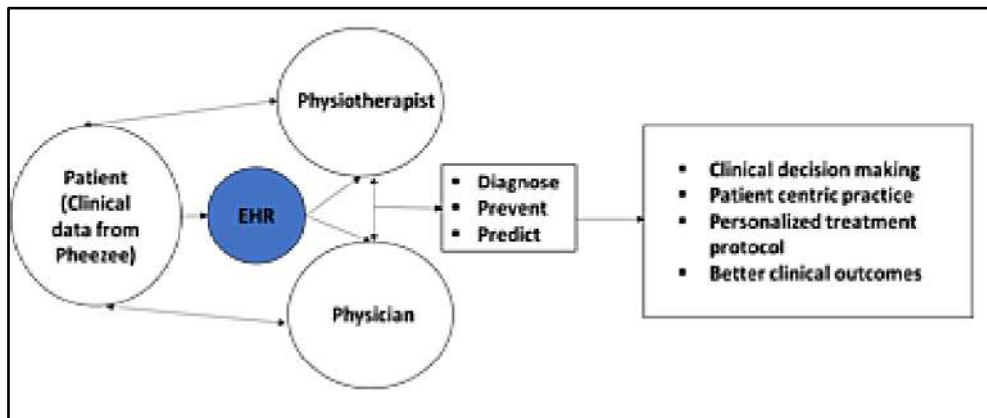 Physiotherapist
Patient
(Clinical
data from
Pheezee)
EHR
Physician
▪ Diagnose
▪ Prevent
▪ Predict
▪ Clinical decision making
▪ Patient centric practice
▪ Personalized treatment
protocol
▪ Better clinical outcomes